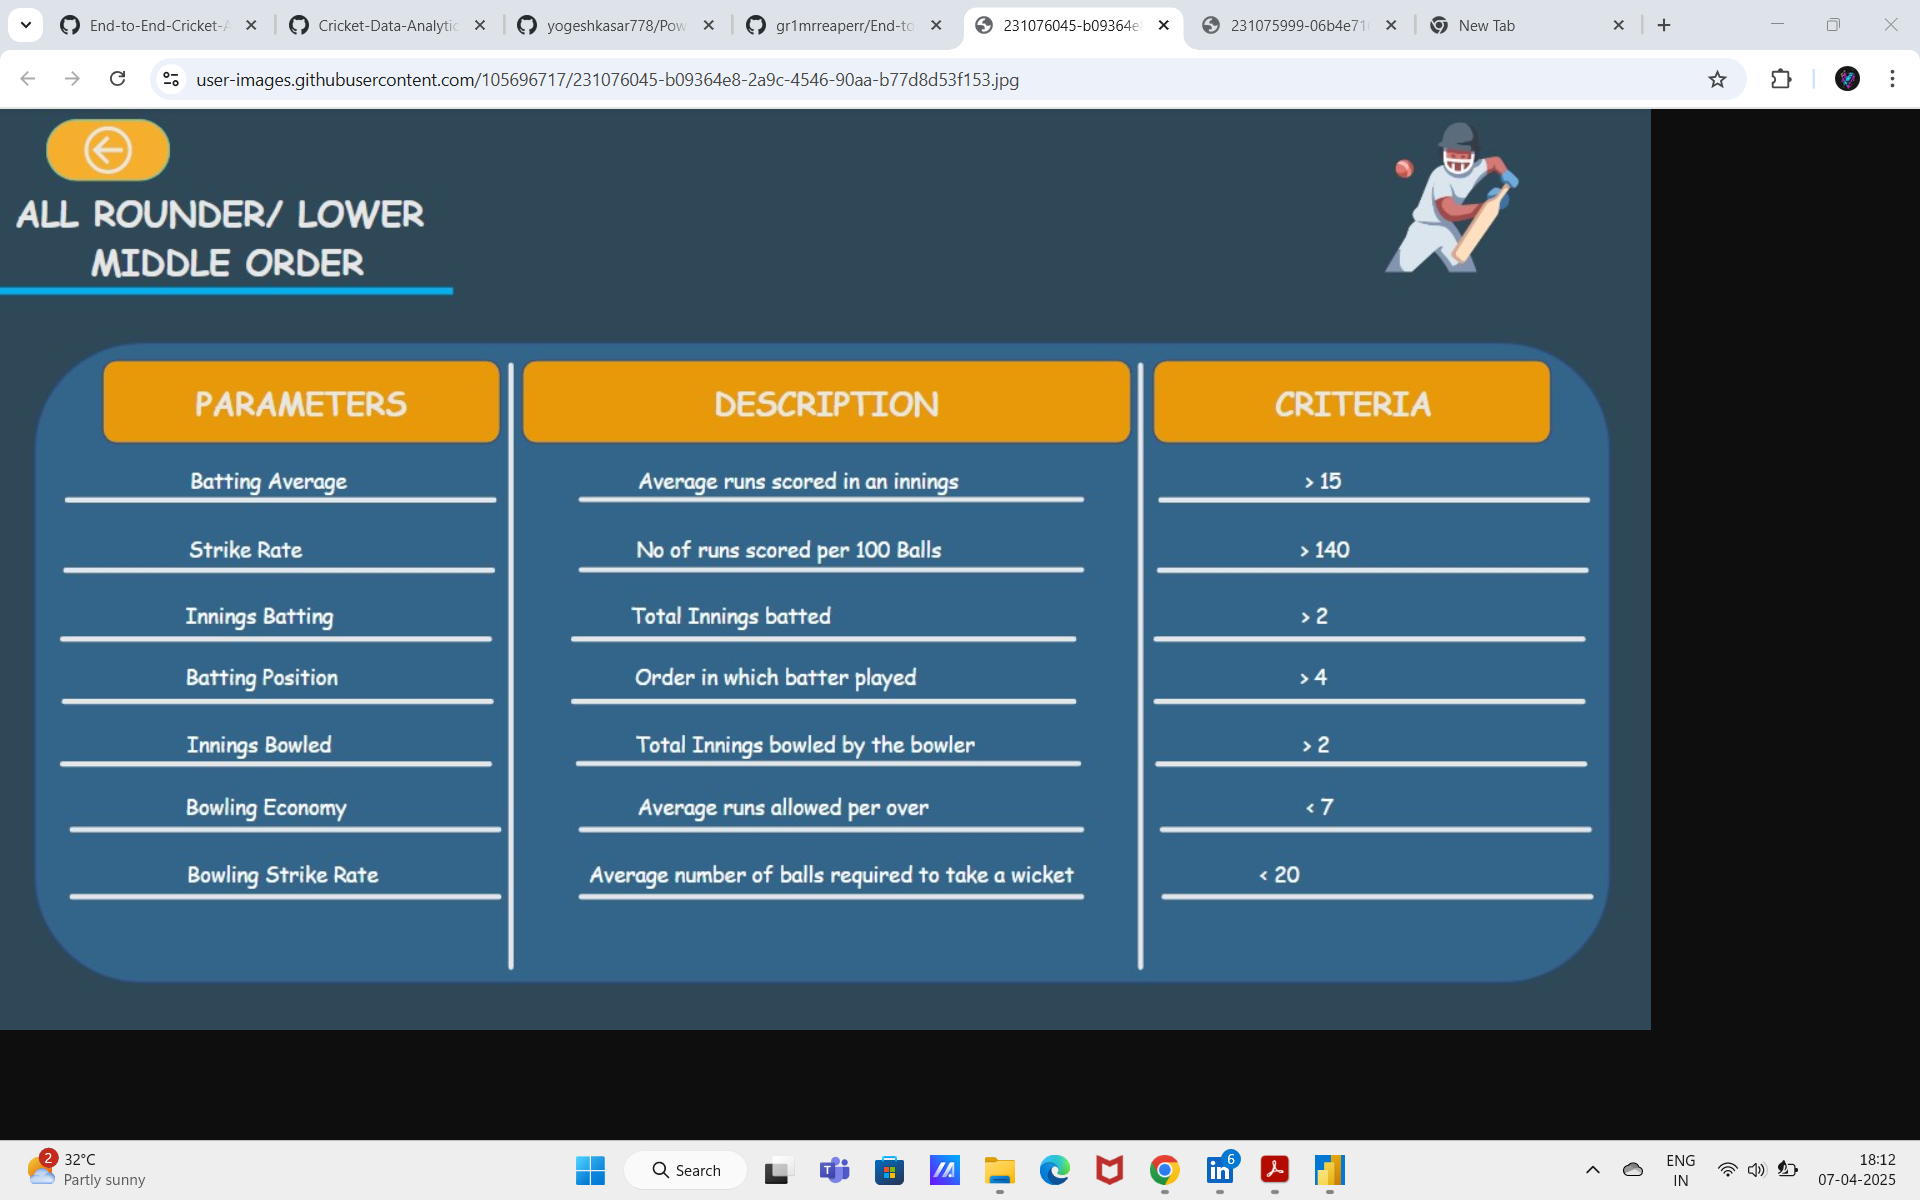 End-to-End-Cricket-A
Cricket-Data-Analytic
yogeshkasar778/Pow
gr1mrreaperr/End-to
231076045-b09364e8
231075999-06b4e710
New Tab
user-images.githubusercontent.com/105696717/231076045-b09364e8-2a9c-4546-90aa-b77d8d53f153.jpg
ALL ROUNDER/ LOWER
MIDDLE ORDER
PARAMETERS DESCRIPTION CRITERIA
Batting Average Average runs scored in an innings > 15
Strike Rate No of runs scored per 100 Balls > 140
Innings Batting Total Innings batted > 2
Batting Position Order in which batter played > 4
Innings Bowled Total Innings bowled by the bowler > 2
Bowling Economy Average runs allowed per over < 7
Bowling Strike Rate Average number of balls required to take a wicket < 20
2
32°C
Partly sunny
Search
6
ENG
IN
18:12
07-04-2025